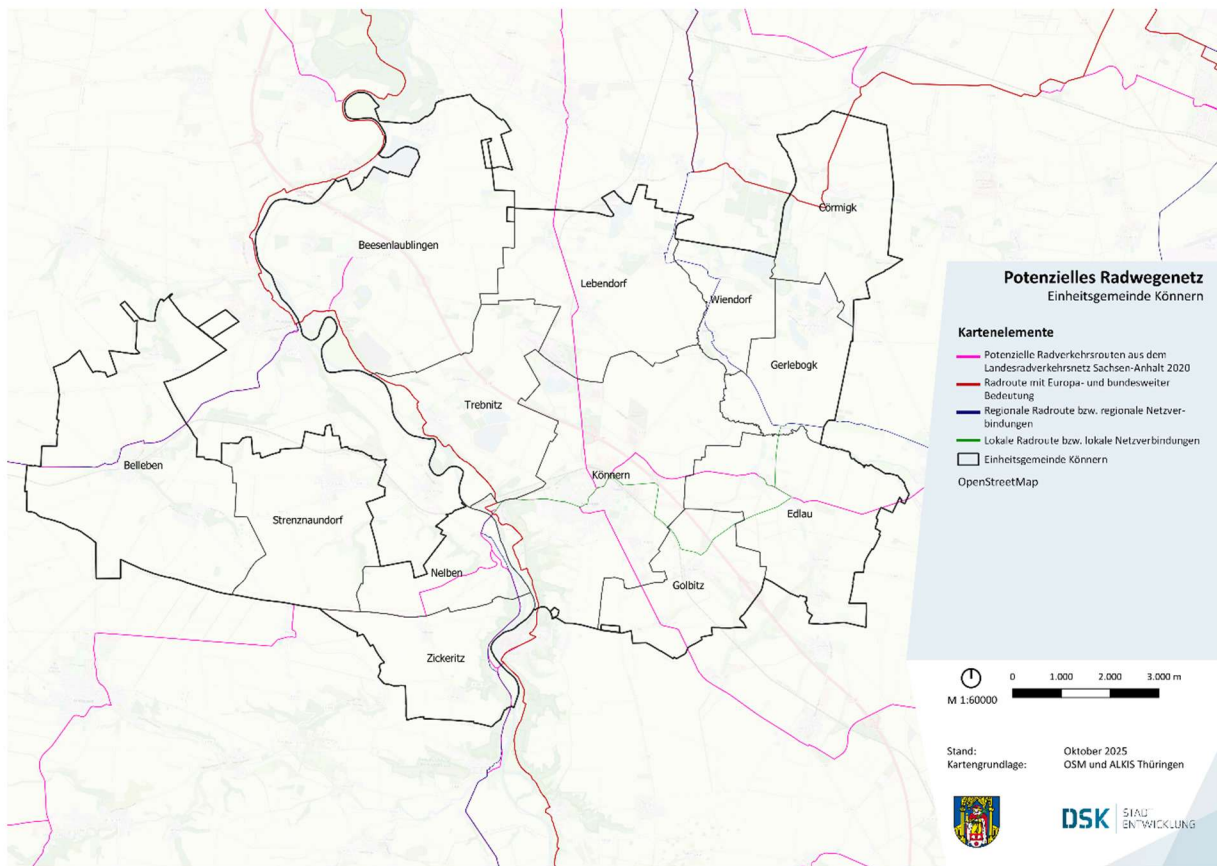 Cörmigk
Beesenlaublingen
Lebendorf
Wiendorf
Gerlebogk
Trebnitz
Belleben
Könnern
Strenznaundorf
Edlau
Nelben
Golbitz
Zickeritz
Potenzielles Radwegenetz
Einheitsgemeinde Könnern
Kartenelemente
Potenzielle Radverkehrsrouten aus dem
Landesradverkehrsnetz Sachsen-Anhalt 2020
Radroute mit Europa- und bundesweiter
Bedeutung
Regionale Radroute bzw. regionale Netzver-
bindungen
Lokale Radroute bzw. lokale Netzverbindungen
Einheitsgemeinde Könnern
OpenStreetMap
M 1:60000
0 1.000 2.000 3.000 m
Stand: Oktober 2025
Kartengrundlage: OSM und ALKIS Thüringen
DSK STADT
ENTWICKLUNG